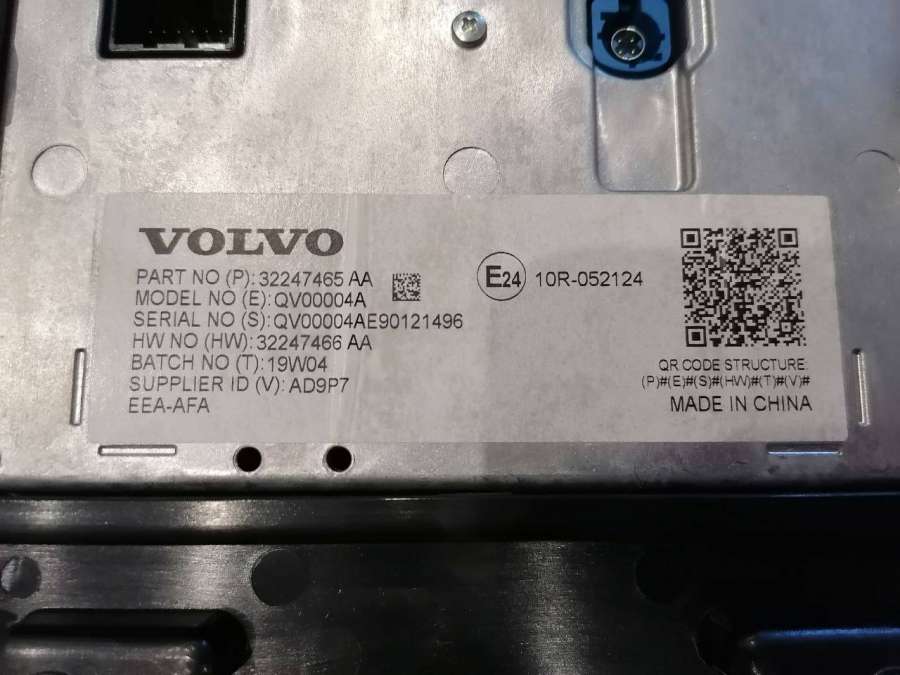 VOLVO
PART NO (P): 32247465 AA
MODEL NO (E): QV00004A
SERIAL NO (S): QV00004AE90121496
HW NO (HW): 32247466 AA
BATCH NO (T): 19W04
SUPPLIER ID (V): AD9P7
EEA-AFA
E24 10R-052124
QR CODE STRUCTURE:
(P)#(E)#(S)#(HW)#(T)#(V)#
MADE IN CHINA